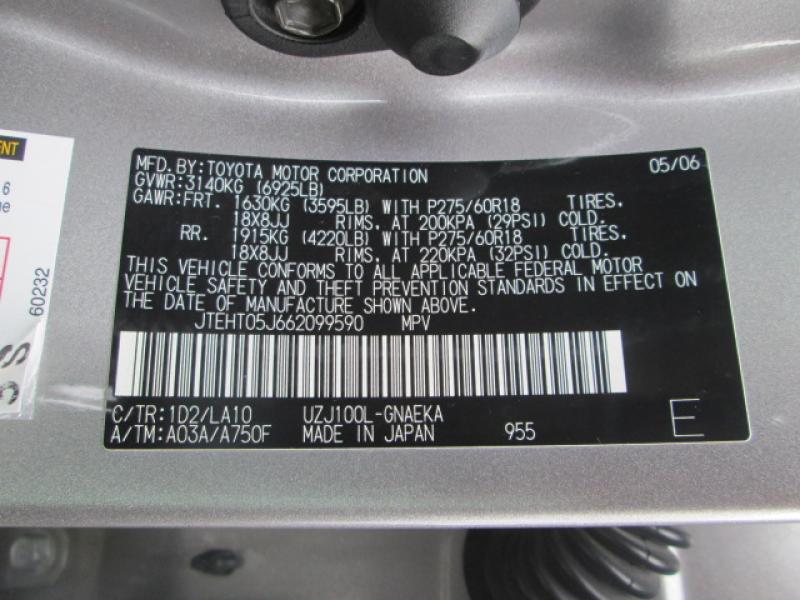 MFD. BY: TOYOTA MOTOR CORPORATION 05/06
GVWR: 3140KG (6925LB)
GAWR: FRT. 1630KG (3595LB) WITH P275/60R18 TIRES.
18X8JJ RIMS. AT 200KPA (29PSI) COLD.
RR. 1915KG (4220LB) WITH P275/60R18 TIRES.
18X8JJ RIMS. AT 220KPA (32PSI) COLD.
THIS VEHICLE CONFORMS TO ALL APPLICABLE FEDERAL MOTOR
VEHICLE SAFETY AND THEFT PREVENTION STANDARDS IN EFFECT ON
THE DATE OF MANUFACTURE SHOWN ABOVE.
JTEHT05J662099590 MPV
C/TR: 1D2/LA10 UZJ100L-GNAEKA
A/TM: A03A/A750F MADE IN JAPAN 955 E
60232